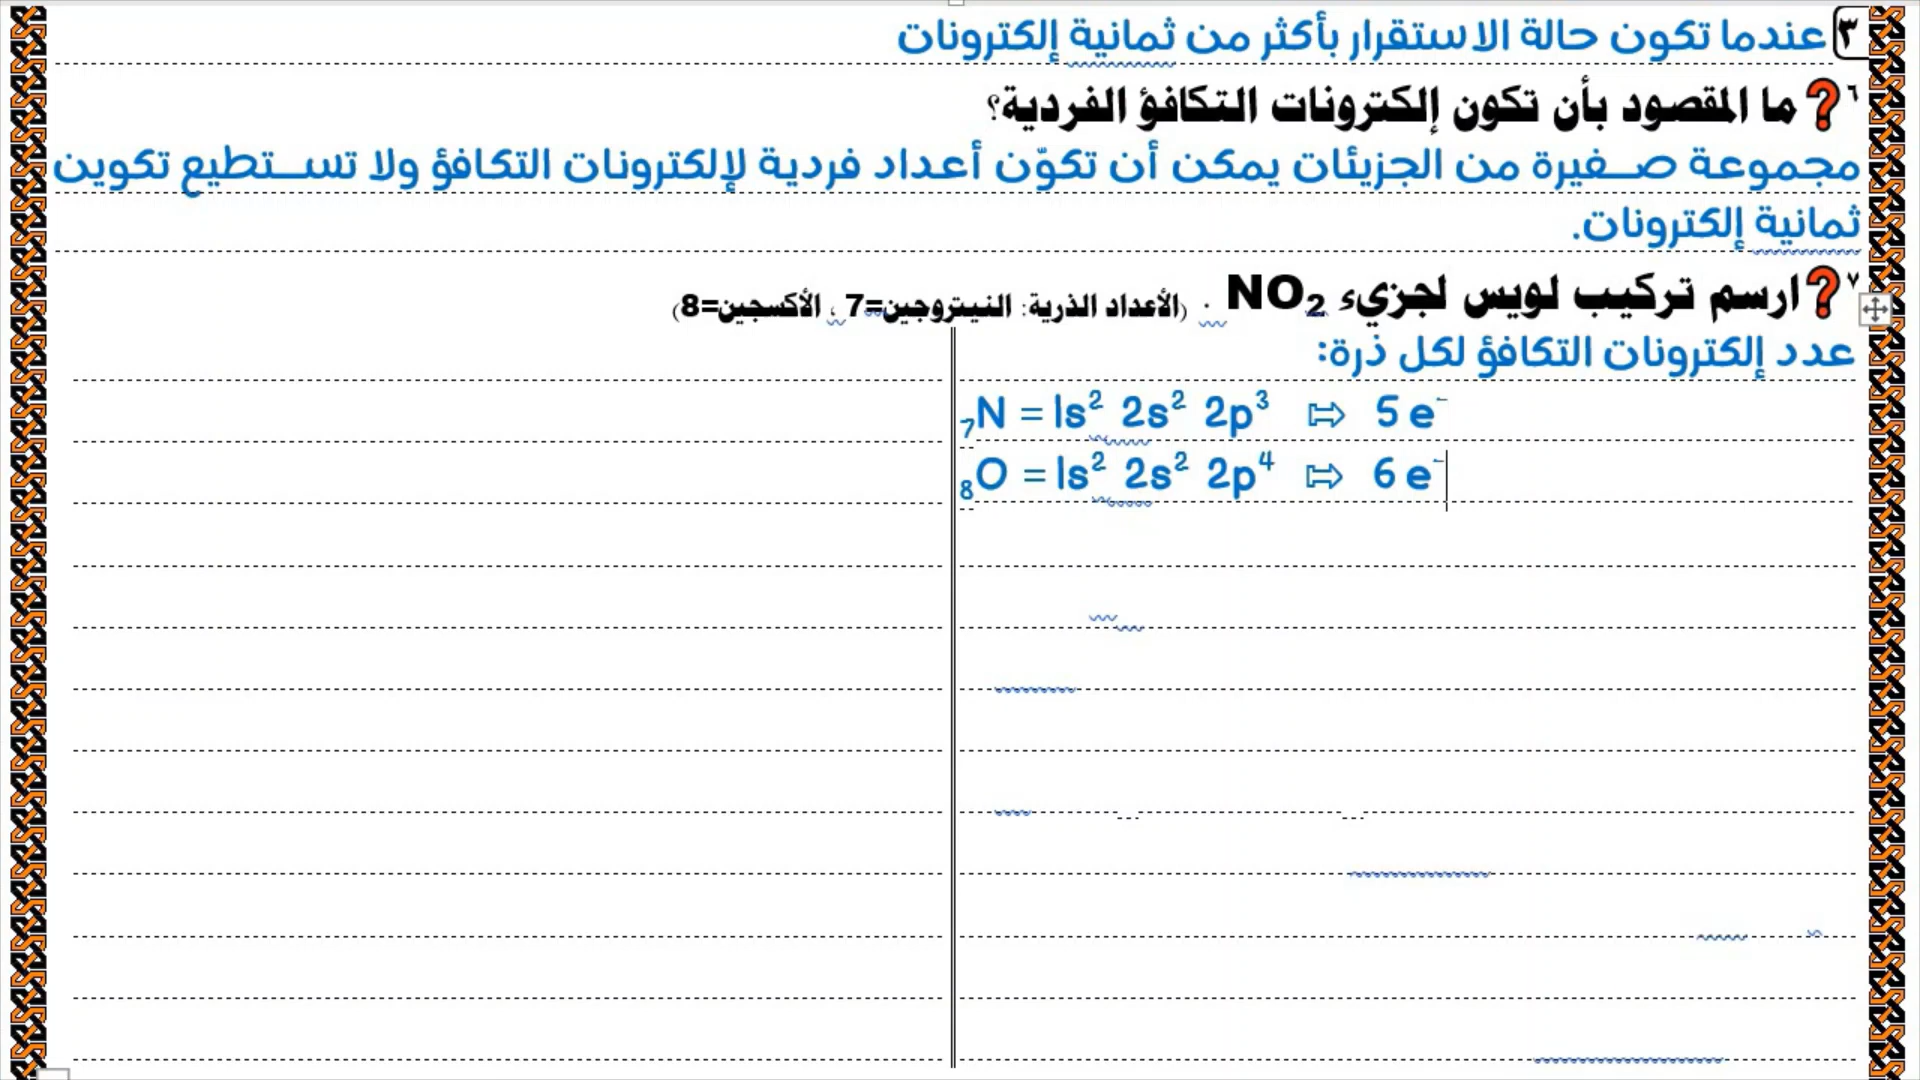 ٣ عندما تكون حالة الاستقرار بأكثر من ثمانية إلكترونات
٦ ❓ ما المقصود بأن تكون إلكترونات التكافؤ الفردية؟
مجموعة صغيرة من الجزيئات يمكن أن تكوّن أعداد فردية لإلكترونات التكافؤ ولا تستطيع تكوين
ثمانية إلكترونات.
٧ ❓ ارسم تركيب لويس لجزيء NO₂ . (الأعداد الذرية: النيتروجين=7 ، الأكسجين=8)
عدد إلكترونات التكافؤ لكل ذرة:
₇N = 1s² 2s² 2p³ ⇨ 5 e⁻
₈O = 1s² 2s² 2p⁴ ⇨ 6 e⁻